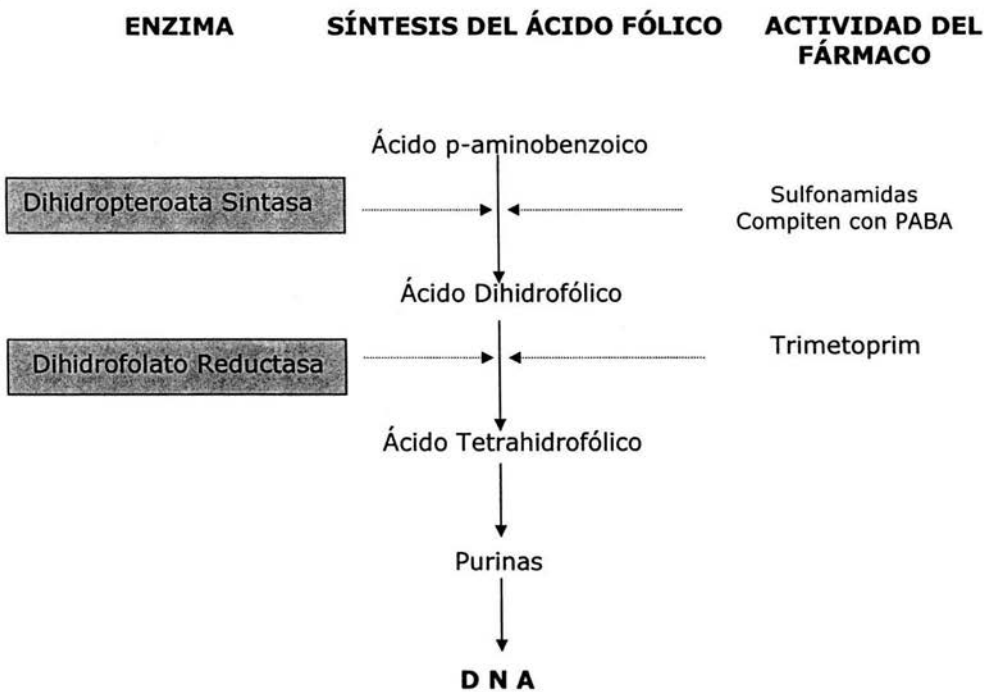 ENZIMA
SÍNTESIS DEL ÁCIDO FÓLICO
ACTIVIDAD DEL
FÁRMACO
Ácido p-aminobenzoico
Dihidropteroata Sintasa
Sulfonamidas
Compiten con PABA
Ácido Dihidrofólico
Dihidrofolato Reductasa
Trimetoprim
Ácido Tetrahidrofólico
Purinas
D N A